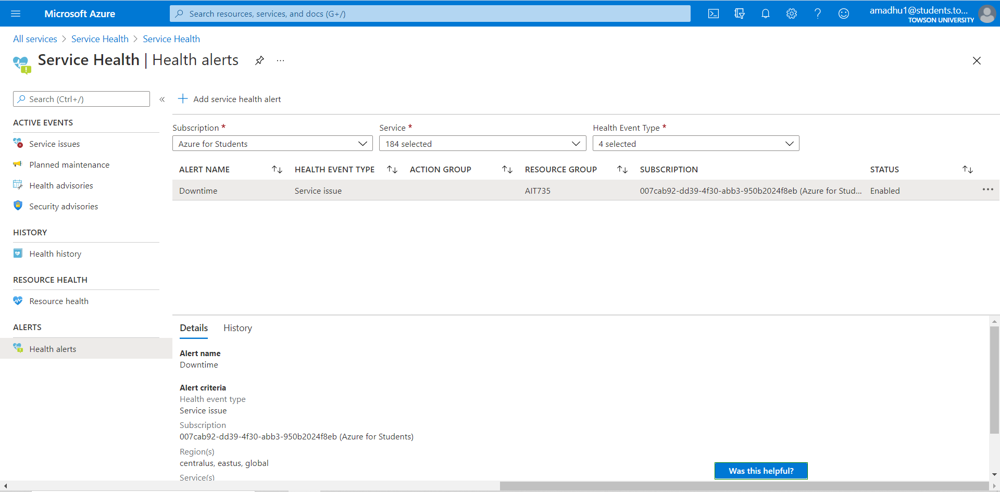 Microsoft Azure
Search resources, services, and docs (G+/)
amadhu1@students.to...
TOWSON UNIVERSITY
All services > Service Health > Service Health
Service Health | Health alerts
Search (Ctrl+/)
Add service health alert
ACTIVE EVENTS
Service issues
Planned maintenance
Health advisories
Security advisories
HISTORY
Health history
RESOURCE HEALTH
Resource health
ALERTS
Health alerts
Subscription * Service * Health Event Type *
Azure for Students 184 selected 4 selected
ALERT NAME HEALTH EVENT TYPE ACTION GROUP RESOURCE GROUP SUBSCRIPTION STATUS
Downtime Service issue AIT735 007cab92-dd39-4f30-abb3-950b2024f8eb (Azure for Stud... Enabled
Details History
Alert name
Downtime
Alert criteria
Health event type
Service issue
Subscription
007cab92-dd39-4f30-abb3-950b2024f8eb (Azure for Students)
Region(s)
centralus, eastus, global
Service(s)
Was this helpful?